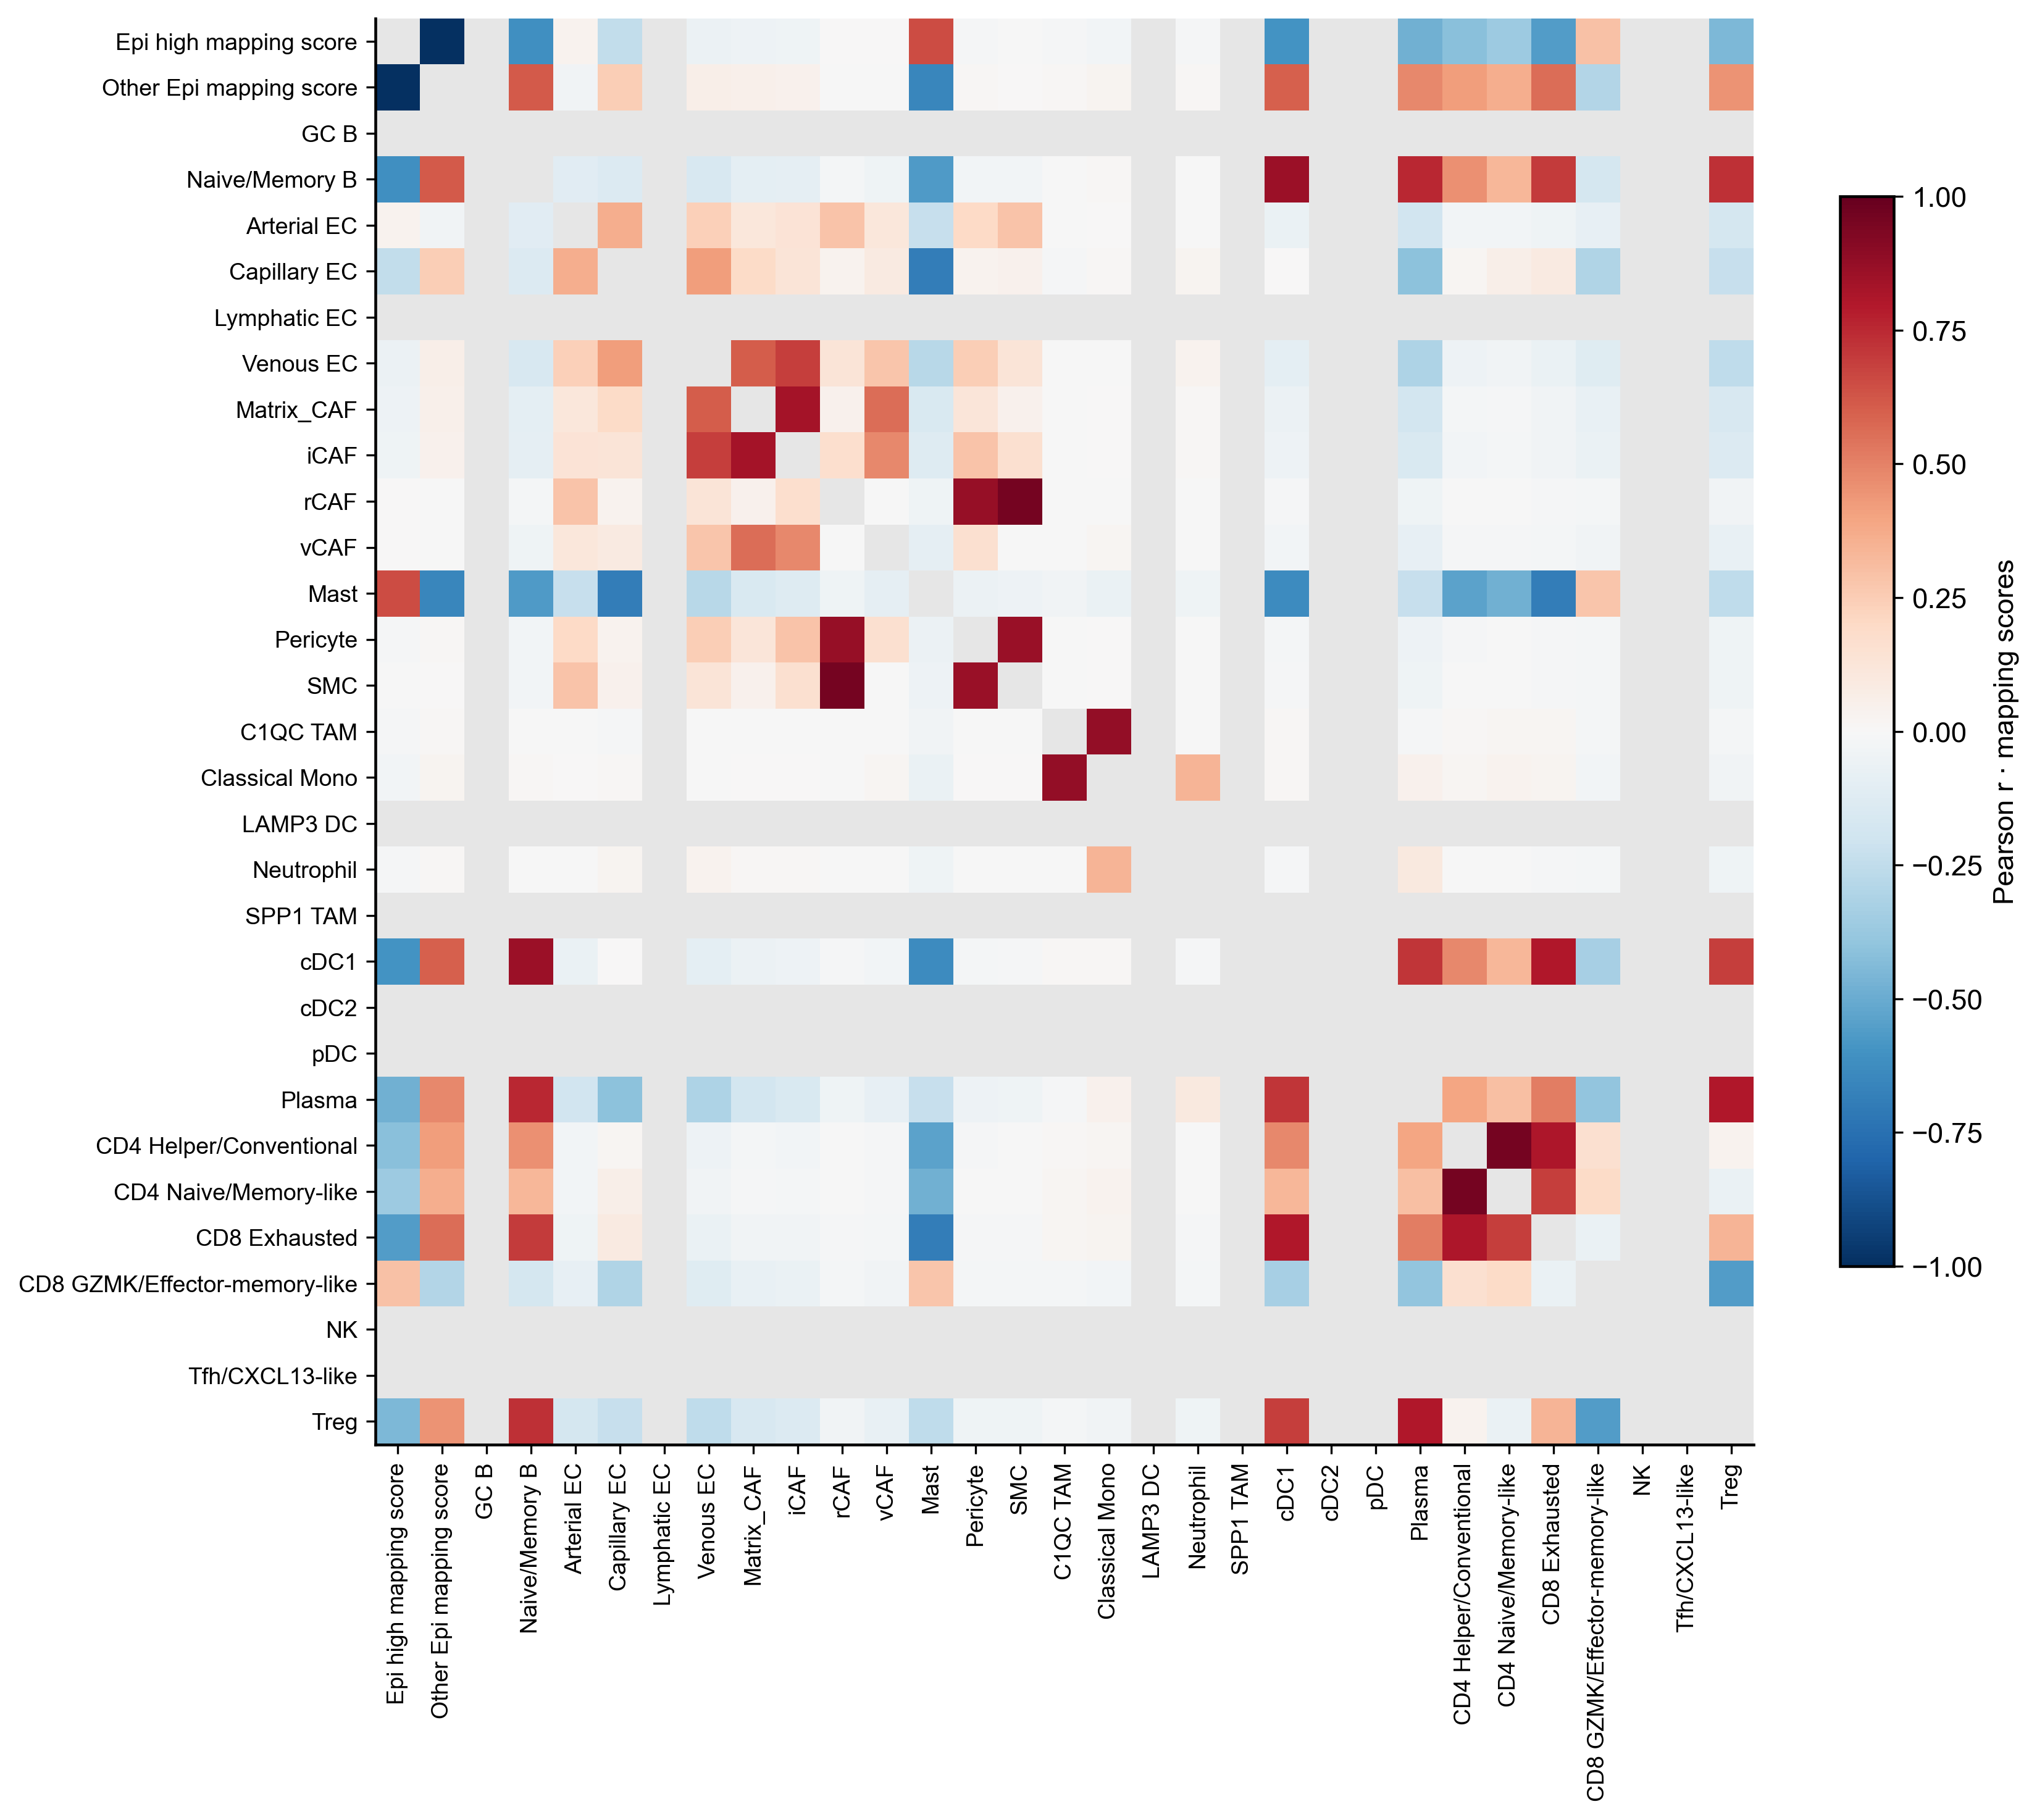 Epi high mapping score
Other Epi mapping score
GC B
Naive/Memory B
Arterial EC
Capillary EC
Lymphatic EC
Venous EC
Matrix_CAF
iCAF
rCAF
vCAF
Mast
Pericyte
SMC
C1QC TAM
Classical Mono
LAMP3 DC
Neutrophil
SPP1 TAM
cDC1
cDC2
pDC
Plasma
CD4 Helper/Conventional
CD4 Naive/Memory-like
CD8 Exhausted
CD8 GZMK/Effector-memory-like
NK
Tfh/CXCL13-like
Treg
Epi high mapping score
Other Epi mapping score
GC B
Naive/Memory B
Arterial EC
Capillary EC
Lymphatic EC
Venous EC
Matrix_CAF
iCAF
rCAF
vCAF
Mast
Pericyte
SMC
C1QC TAM
Classical Mono
LAMP3 DC
Neutrophil
SPP1 TAM
cDC1
cDC2
pDC
Plasma
CD4 Helper/Conventional
CD4 Naive/Memory-like
CD8 Exhausted
CD8 GZMK/Effector-memory-like
NK
Tfh/CXCL13-like
Treg
1.00
0.75
0.50
0.25
0.00
−0.25
−0.50
−0.75
−1.00
Pearson r · mapping scores